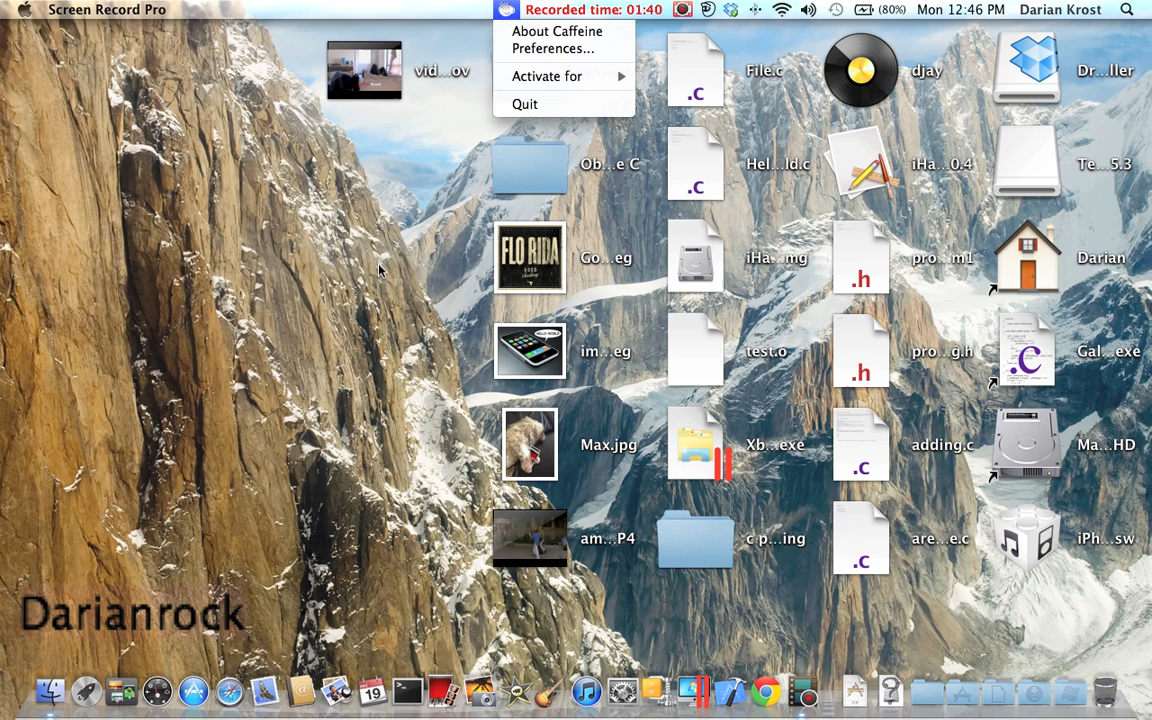 Screen Record Pro
Recorded time: 01:40
(80%)
Mon 12:46 PM
Darian Krost
About Caffeine
Preferences...
Activate for
Quit
vid...ov
File.c
djay
Dr...ller
.c
Ob...e C
Hel...ld.c
iHa...0.4
Te...5.3
.c
FLO RIDA
Go...eg
iHa...mg
pro...m1
Darian
.h
HELLO WORLD
im...eg
test.o
pro...g.h
Gal...exe
.h
.c
Max.jpg
Xb...exe
adding.c
Ma...HD
.c
am...P4
c p...ing
are...e.c
iPh...sw
.c
Darianrock
19